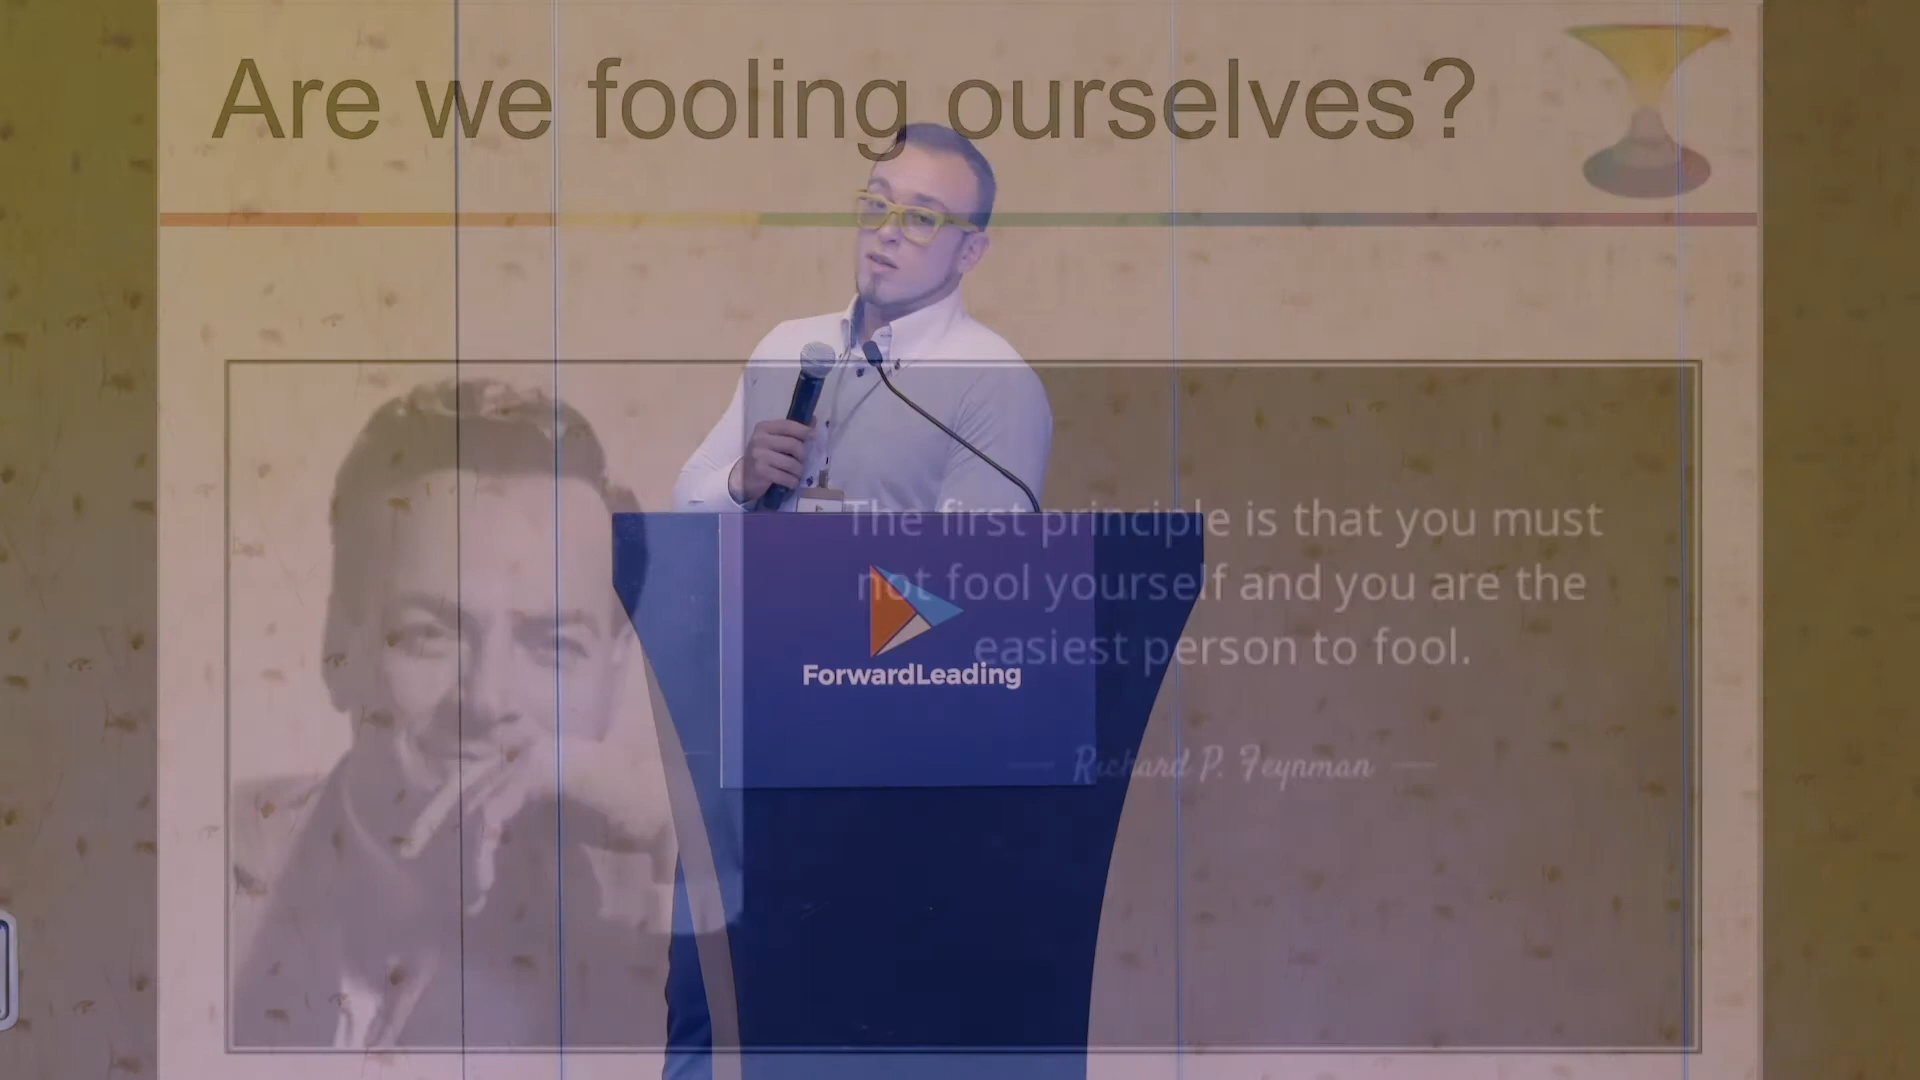 Are we fooling ourselves?
The first principle is that you must
not fool yourself and you are the
easiest person to fool.
Richard P. Feynman
ForwardLeading